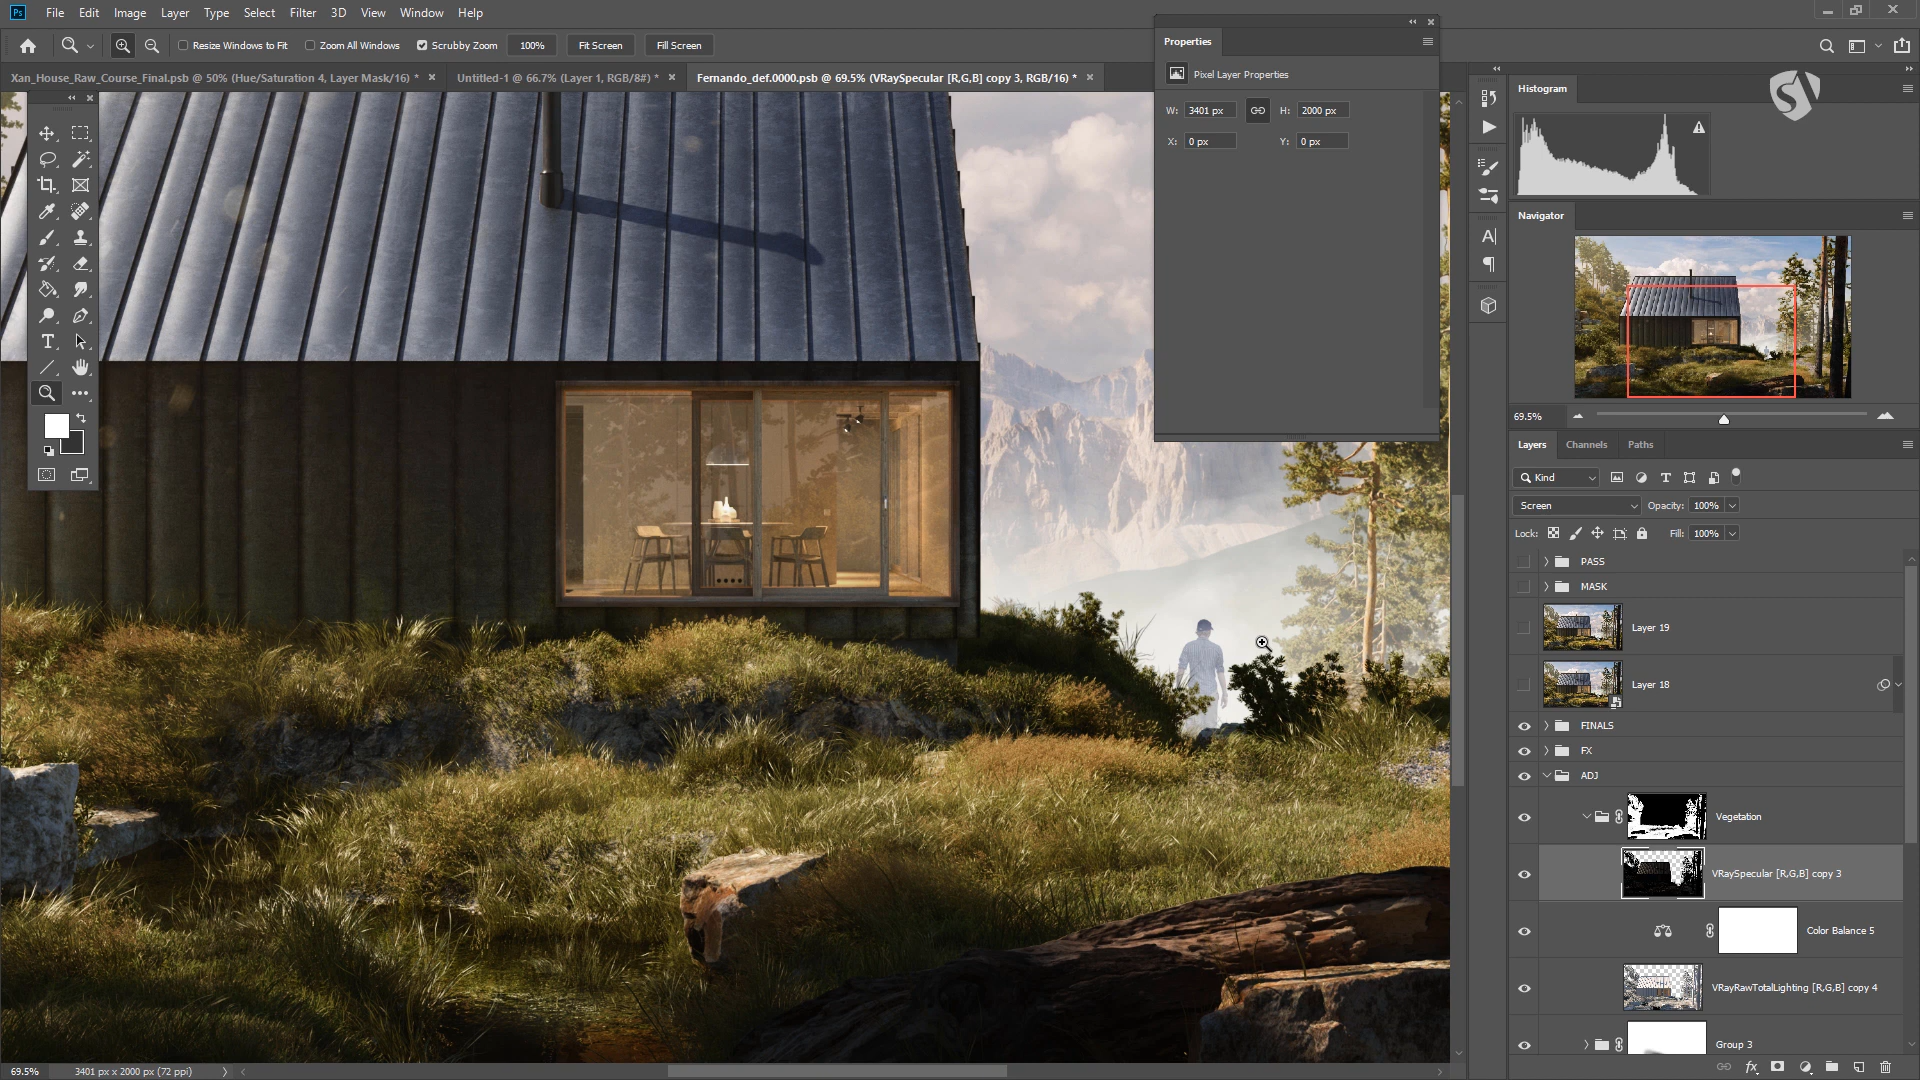 Ps File Edit Image Layer Type Select Filter 3D View Window Help
Resize Windows to Fit Zoom All Windows Scrubby Zoom 100% Fit Screen Fill Screen
Xan_House_Raw_Course_Final.psb @ 50% (Hue/Saturation 4, Layer Mask/16) * Untitled-1 @ 66.7% (Layer 1, RGB/8#) * Fernando_def.0000.psb @ 69.5% (VRaySpecular [R,G,B] copy 3, RGB/16) *
Properties
Pixel Layer Properties
W: 3401 px H: 2000 px
X: 0 px Y: 0 px
Histogram
Navigator
69.5%
Layers Channels Paths
Kind
Screen Opacity: 100%
Lock: Fill: 100%
PASS
MASK
Layer 19
Layer 18
FINALS
FX
ADJ
Vegetation
VRaySpecular [R,G,B] copy 3
Color Balance 5
VRayRawTotalLighting [R,G,B] copy 4
Group 3
69.5% 3401 px x 2000 px (72 ppi)